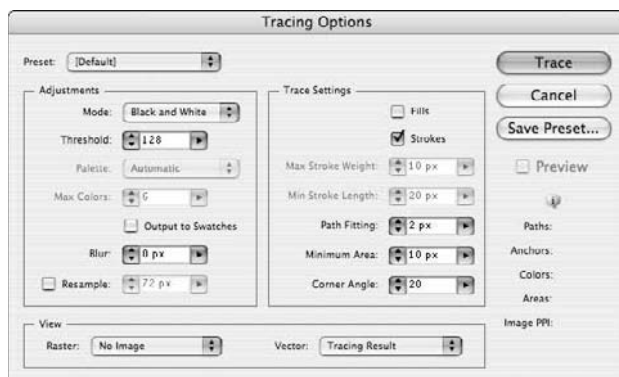 Tracing Options
Preset: [Default]
Adjustments
Mode: Black and White
Threshold: 128
Palette: Automatic
Max Colors: 6
Output to Swatches
Blur: 0 px
Resample: 72 px
Trace Settings
Fills
Strokes
Max Stroke Weight: 10 px
Min Stroke Length: 20 px
Path Fitting: 2 px
Minimum Area: 10 px
Corner Angle: 20
View
Raster: No Image
Vector: Tracing Result
Trace
Cancel
Save Preset...
Preview
Paths:
Anchors:
Colors:
Areas:
Image PPI: